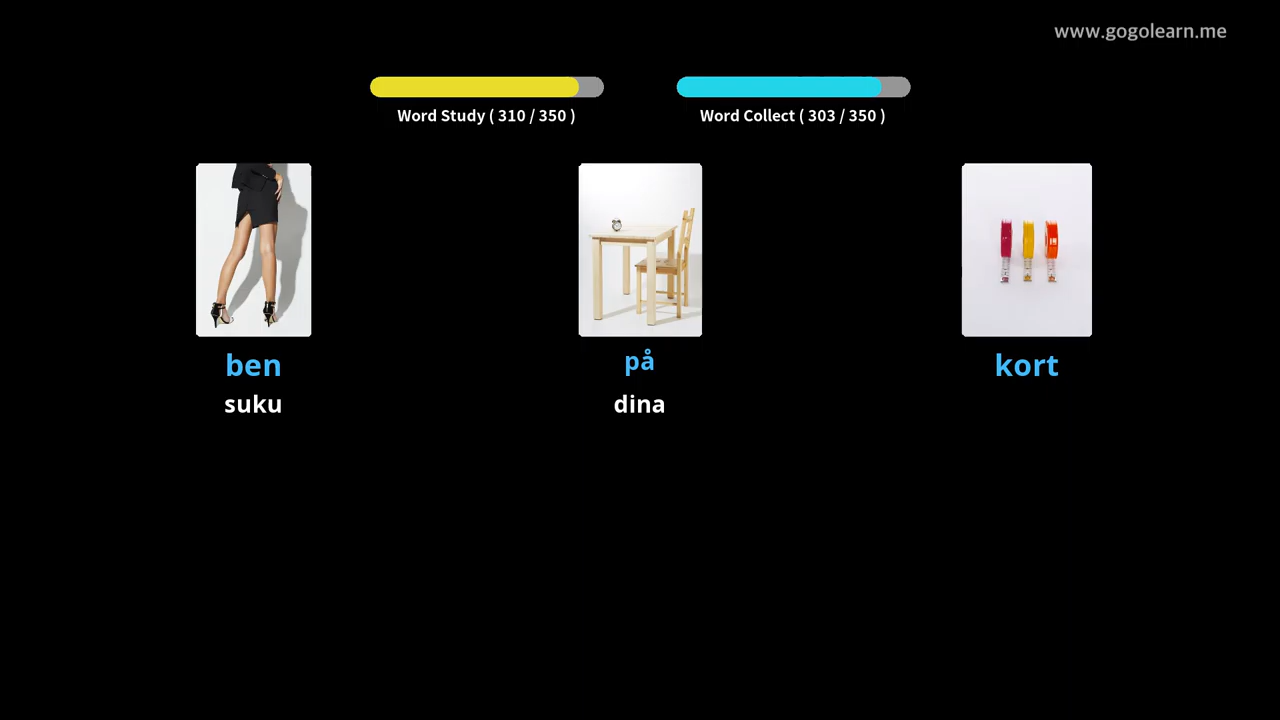 www.gogolearn.me
Word Study ( 310 / 350 )
Word Collect ( 303 / 350 )
ben
på
kort
suku
dina